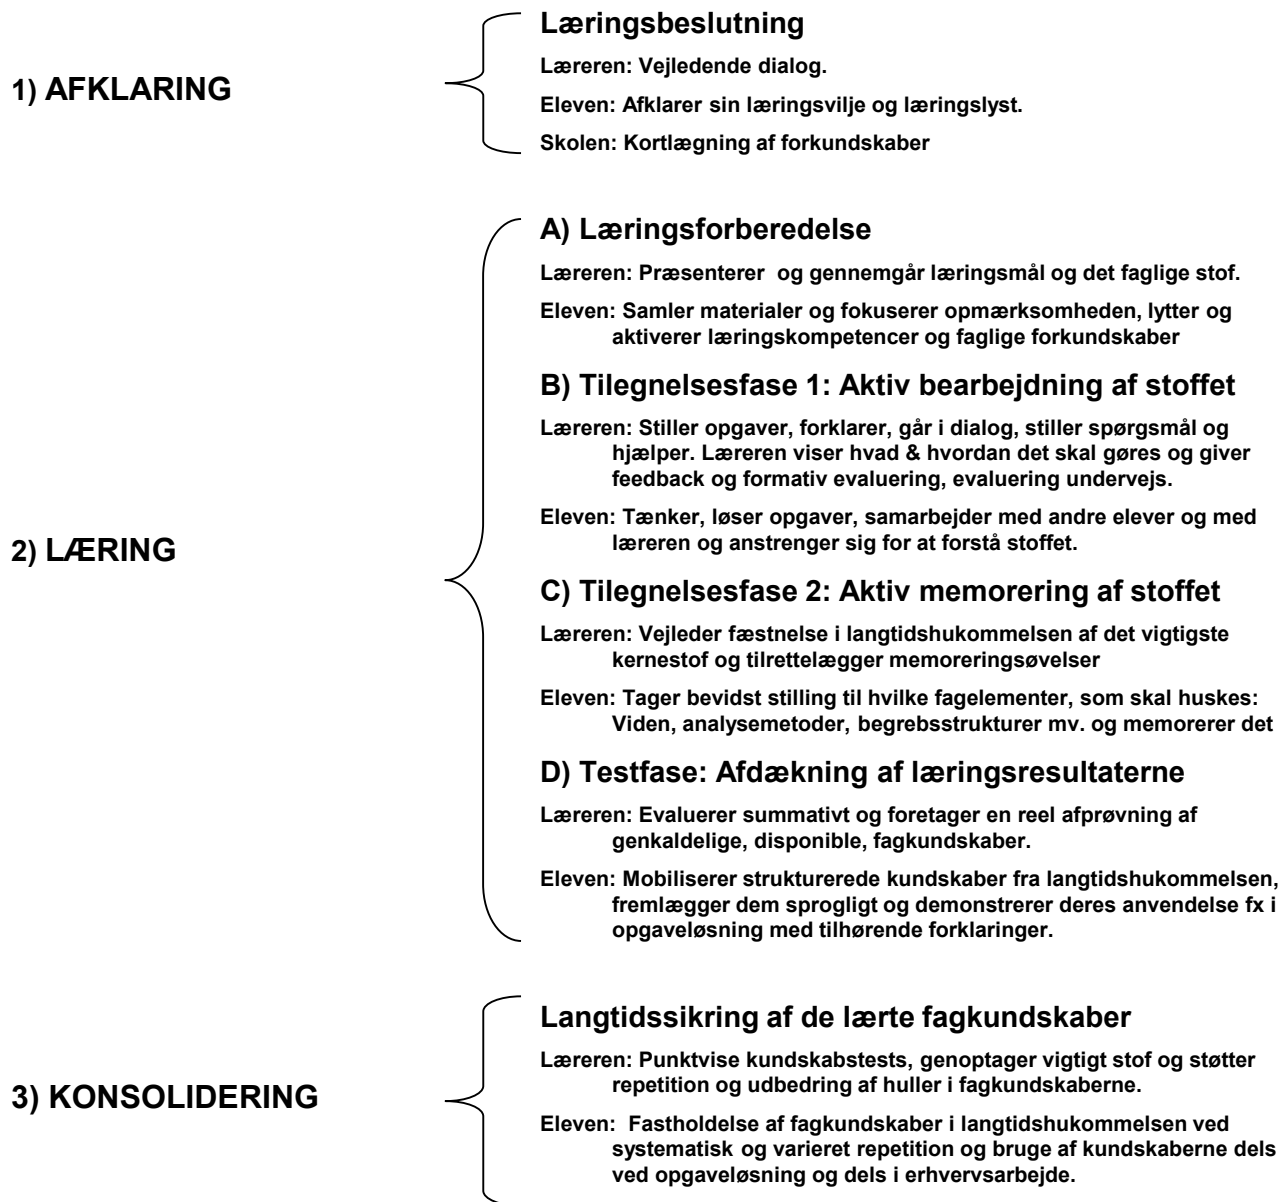 1) AFKLARING
Læringsbeslutning
Læreren: Vejledende dialog.
Eleven: Afklarer sin læringsvilje og læringslyst.
Skolen: Kortlægning af forkundskaber
2) LÆRING
A) Læringsforberedelse
Læreren: Præsenterer og gennemgår læringsmål og det faglige stof.
Eleven: Samler materialer og fokuserer opmærksomheden, lytter og
aktiverer læringskompetencer og faglige forkundskaber
B) Tilegnelsesfase 1: Aktiv bearbejdning af stoffet
Læreren: Stiller opgaver, forklarer, går i dialog, stiller spørgsmål og
hjælper. Læreren viser hvad & hvordan det skal gøres og giver
feedback og formativ evaluering, evaluering undervejs.
Eleven: Tænker, løser opgaver, samarbejder med andre elever og med
læreren og anstrenger sig for at forstå stoffet.
C) Tilegnelsesfase 2: Aktiv memorering af stoffet
Læreren: Vejleder fæstnelse i langtidshukommelsen af det vigtigste
kernestof og tilrettelægger memoreringsøvelser
Eleven: Tager bevidst stilling til hvilke fagelementer, som skal huskes:
Viden, analysemetoder, begrebsstrukturer mv. og memorerer det
D) Testfase: Afdækning af læringsresultaterne
Læreren: Evaluerer summativt og foretager en reel afprøvning af
genkaldelige, disponible, fagkundskaber.
Eleven: Mobiliserer strukturerede kundskaber fra langtidshukommelsen,
fremlægger dem sprogligt og demonstrerer deres anvendelse fx i
opgaveløsning med tilhørende forklaringer.
3) KONSOLIDERING
Langtidssikring af de lærte fagkundskaber
Læreren: Punktvise kundskabstests, genoptager vigtigt stof og støtter
repetition og udbedring af huller i fagkundskaberne.
Eleven: Fastholdelse af fagkundskaber i langtidshukommelsen ved
systematisk og varieret repetition og bruge af kundskaberne dels
ved opgaveløsning og dels i erhvervsarbejde.